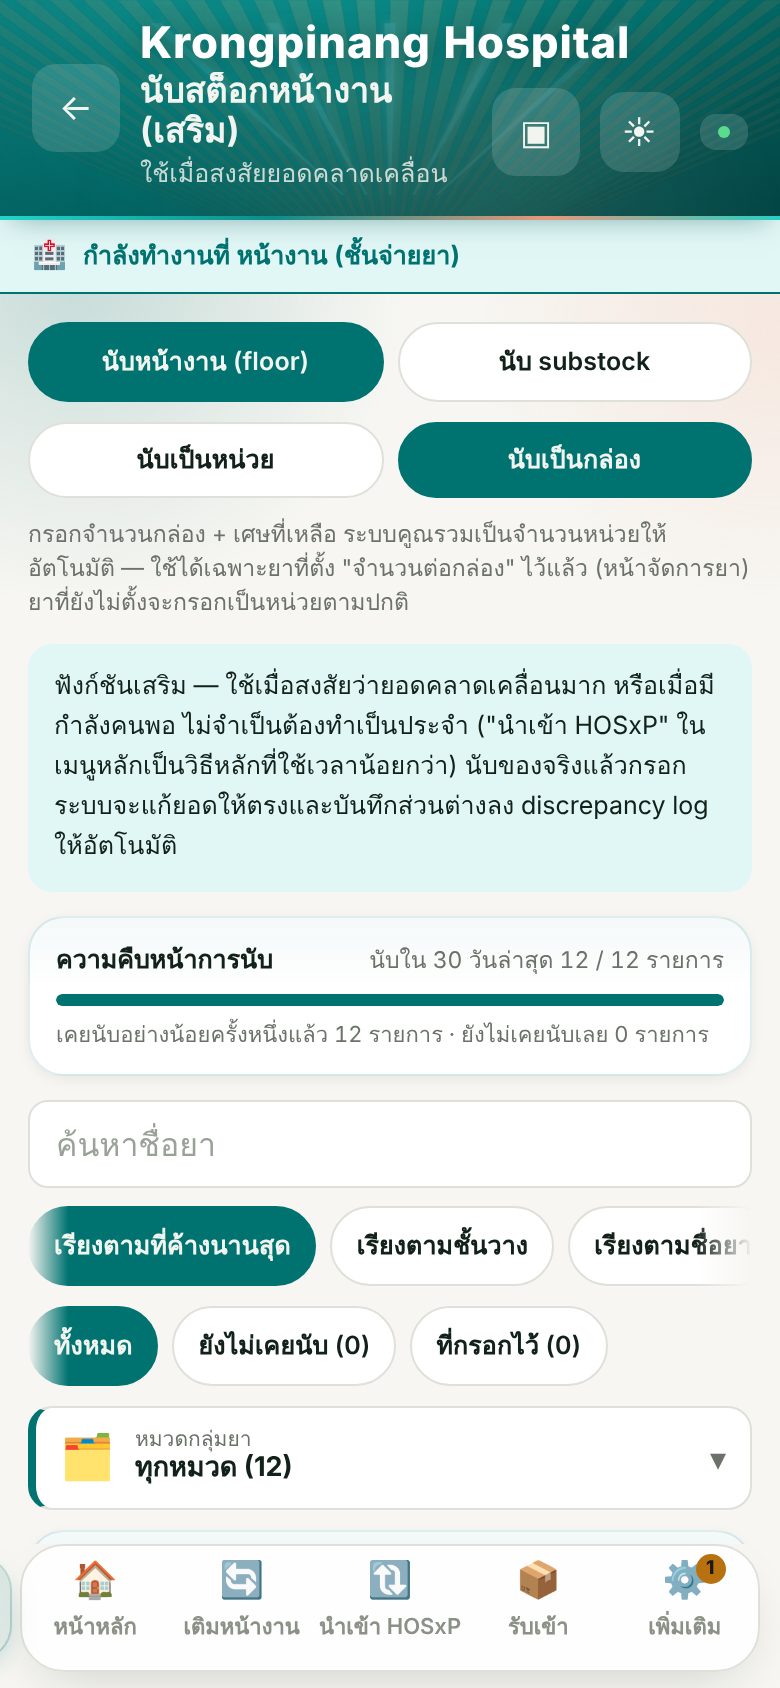 Krongpinang Hospital
นับสต็อกหน้างาน
(เสริม)
ใช้เมื่อสงสัยยอดคลาดเคลื่อน
กำลังทำงานที่ หน้างาน (ชั้นจ่ายยา)
นับหน้างาน (floor)
นับ substock
นับเป็นหน่วย
นับเป็นกล่อง
กรอกจำนวนกล่อง + เศษที่เหลือ ระบบคูณรวมเป็นจำนวนหน่วยให้
อัตโนมัติ — ใช้ได้เฉพาะยาที่ตั้ง "จำนวนต่อกล่อง" ไว้แล้ว (หน้าจัดการยา)
ยาที่ยังไม่ตั้งจะกรอกเป็นหน่วยตามปกติ
ฟังก์ชันเสริม — ใช้เมื่อสงสัยว่ายอดคลาดเคลื่อนมาก หรือเมื่อมี
กำลังคนพอ ไม่จำเป็นต้องทำเป็นประจำ ("นำเข้า HOSxP" ใน
เมนูหลักเป็นวิธีหลักที่ใช้เวลาน้อยกว่า) นับของจริงแล้วกรอก
ระบบจะแก้ยอดให้ตรงและบันทึกส่วนต่างลง discrepancy log
ให้อัตโนมัติ
ความคืบหน้าการนับ
นับใน 30 วันล่าสุด 12 / 12 รายการ
เคยนับอย่างน้อยครั้งหนึ่งแล้ว 12 รายการ · ยังไม่เคยนับเลย 0 รายการ
ค้นหาชื่อยา
เรียงตามที่ค้างนานสุด
เรียงตามชั้นวาง
เรียงตามชื่อยา
ทั้งหมด
ยังไม่เคยนับ (0)
ที่กรอกไว้ (0)
หมวดกลุ่มยา
ทุกหมวด (12)
1
หน้าหลัก
เติมหน้างาน
นำเข้า HOSxP
รับเข้า
เพิ่มเติม